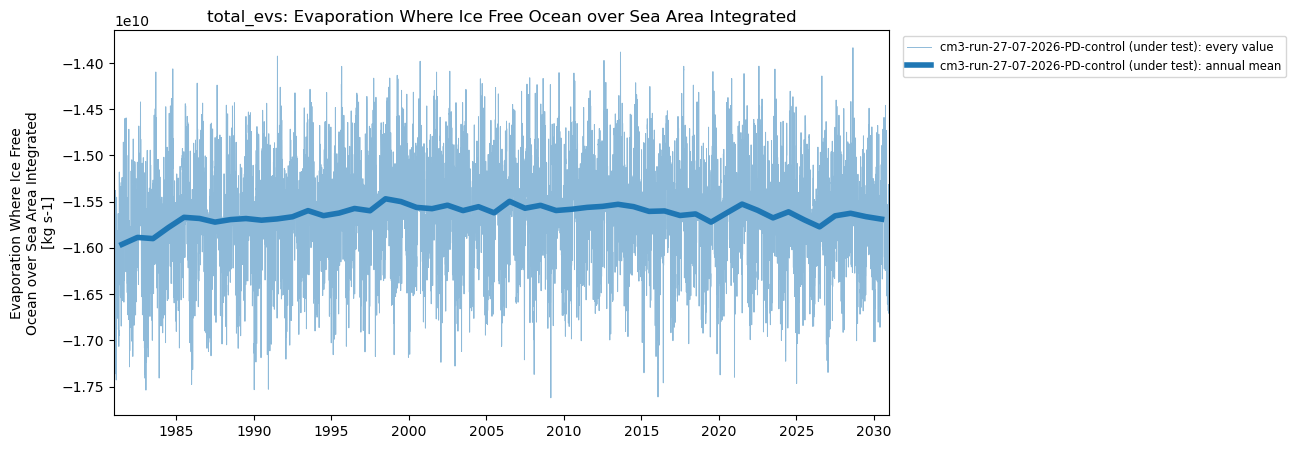 total_evs: Evaporation Where Ice Free Ocean over Sea Area Integrated
1e10
−1.40
−1.45
−1.50
−1.55
−1.60
−1.65
−1.70
−1.75
Evaporation Where Ice Free
Ocean over Sea Area Integrated
[kg s-1]
1985 1990 1995 2000 2005 2010 2015 2020 2025 2030
cm3-run-27-07-2026-PD-control (under test): every value
cm3-run-27-07-2026-PD-control (under test): annual mean